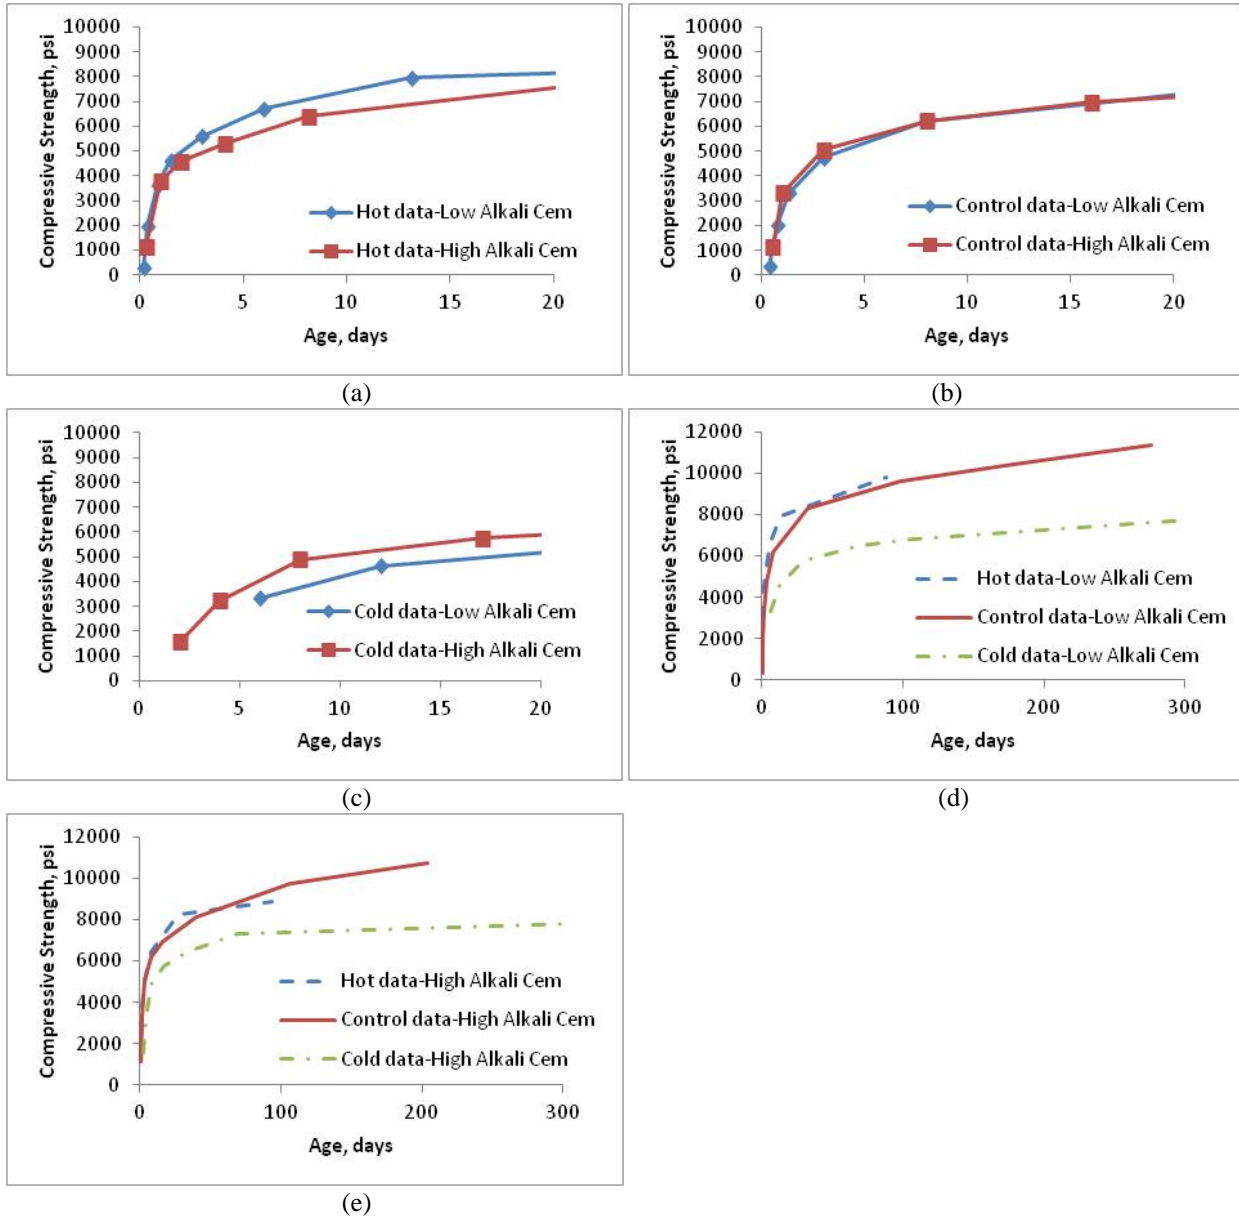 Compressive Strength, psi
10000
9000
8000
7000
6000
5000
4000
3000
2000
1000
0
0 5 10 15 20
Age, days
Hot data-Low Alkali Cem
Hot data-High Alkali Cem
(a)
Compressive Strength, psi
10000
9000
8000
7000
6000
5000
4000
3000
2000
1000
0
0 5 10 15 20
Age, days
Control data-Low Alkali Cem
Control data-High Alkali Cem
(b)
Compressive Strength, psi
10000
9000
8000
7000
6000
5000
4000
3000
2000
1000
0
0 5 10 15 20
Age, days
Cold data-Low Alkali Cem
Cold data-High Alkali Cem
(c)
Compressive Strength, psi
12000
10000
8000
6000
4000
2000
0
0 100 200 300
Age, days
Hot data-Low Alkali Cem
Control data-Low Alkali Cem
Cold data-Low Alkali Cem
(d)
Compressive Strength, psi
12000
10000
8000
6000
4000
2000
0
0 100 200 300
Age, days
Hot data-High Alkali Cem
Control data-High Alkali Cem
Cold data-High Alkali Cem
(e)